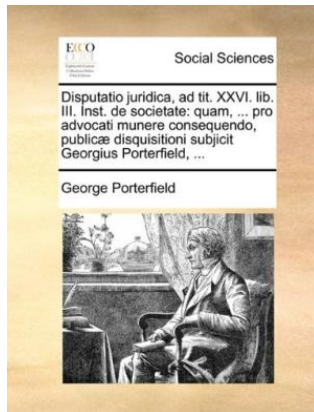 ECCO
Social Sciences
Disputatio juridica, ad tit. XXVI. lib.
III. Inst. de societate: quam, ... pro
advocati munere consequendo,
publicæ disquisitioni subjicit
Georgius Porterfield, ...
George Porterfield